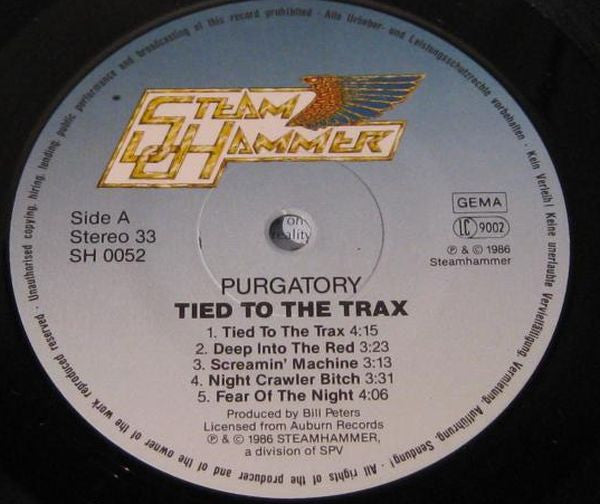 Unauthorised copying, hiring, lending, public performance and broadcasting of this record prohibited · Alle Urheber- und Leistungsschutzrechte vorbehalten · Kein Verleih! Keine unerlaubte Vervielfältigung, Vermietung, Aufführung, Sendung! · All rights of the producer and of the owner of the work reproduced reserved ·
STEAM
HAMMER
Side A
Stereo 33
SH 0052
on
reality
GEMA
LC 9002
℗ & © 1986
Steamhammer
PURGATORY
TIED TO THE TRAX
1. Tied To The Trax 4:15
2. Deep Into The Red 3:23
3. Screamin' Machine 3:13
4. Night Crawler Bitch 3:31
5. Fear Of The Night 4:06
Produced by Bill Peters
Licensed from Auburn Records
℗ & © 1986 STEAMHAMMER,
a division of SPV